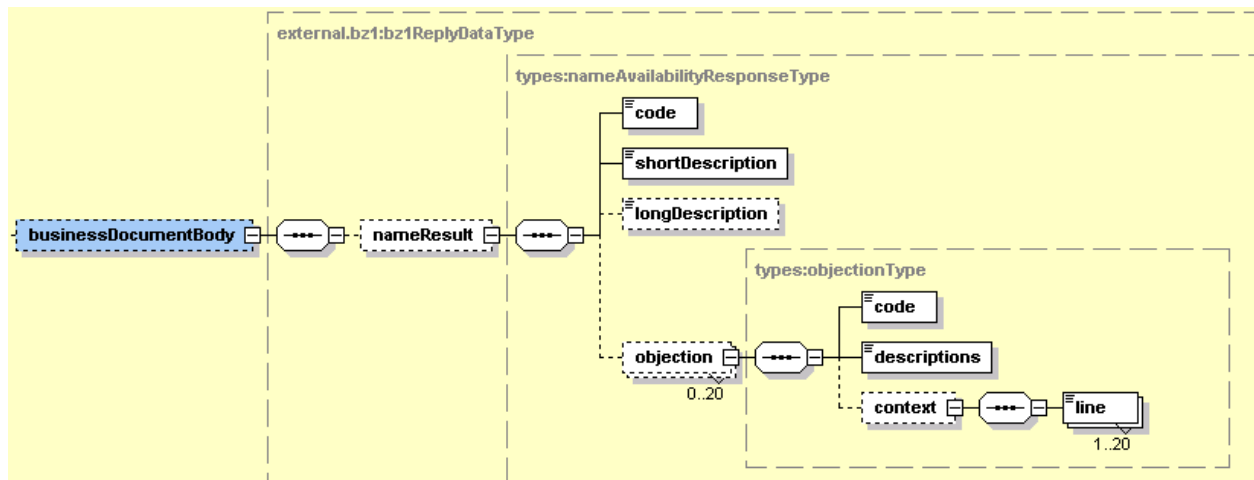 external.bz1:bz1ReplyDataType
types:nameAvailabilityResponseType
code
shortDescription
longDescription
businessDocumentBody
nameResult
types:objectionType
code
objection
descriptions
0..20
context
line
1..20